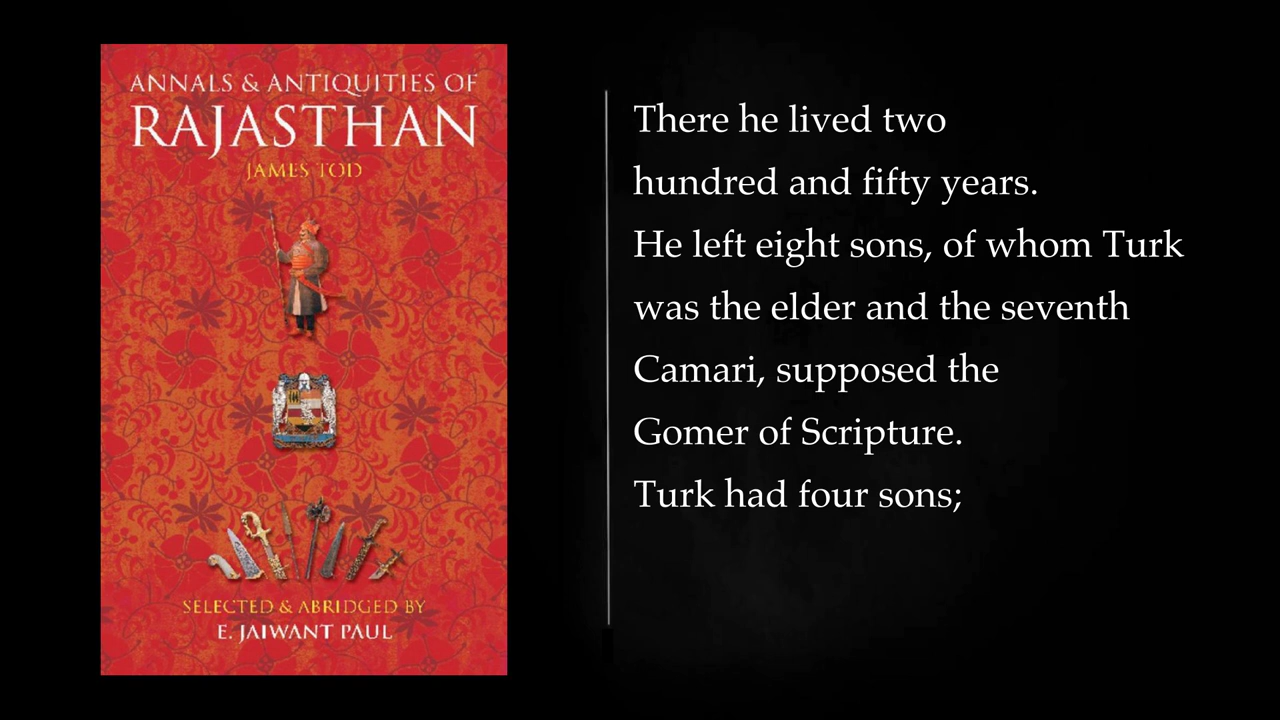 ANNALS & ANTIQUITIES OF
RAJASTHAN
JAMES TOD
SELECTED & ABRIDGED BY
E. JAIWANT PAUL
There he lived two
hundred and fifty years.
He left eight sons, of whom Turk
was the elder and the seventh
Camari, supposed the
Gomer of Scripture.
Turk had four sons;